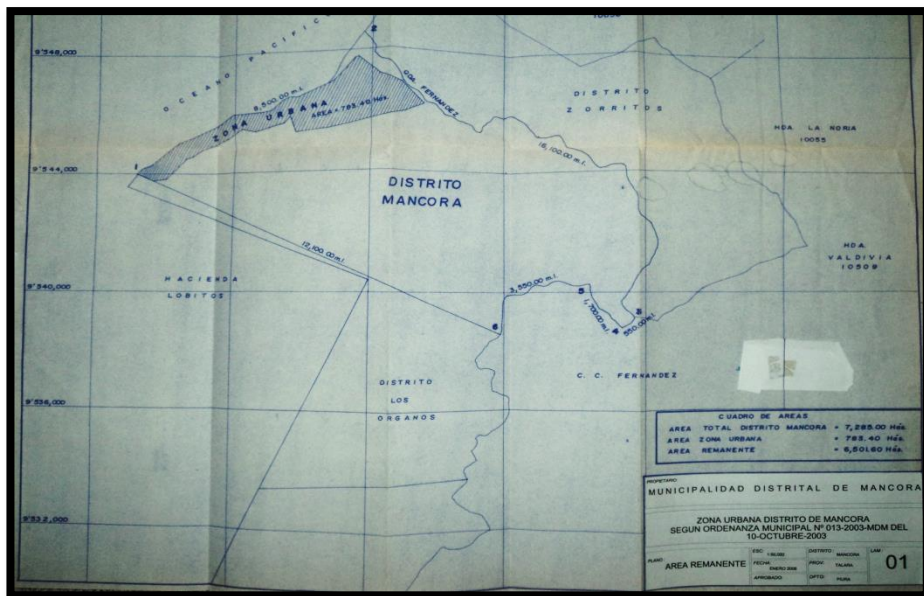 10056
2
9'548,000
OCEANO PACIFICO
QDA. FERNANDEZ
8,500.00 m.l.
ZONA URBANA
AREA = 783.40 Hás.
DISTRITO
ZORRITOS
HDA. LA NORIA
10055
16,100.00 m.l.
1
9'544,000
DISTRITO
MANCORA
12,100.00 m.l.
HDA.
VALDIVIA
10509
HACIENDA
LOBITOS
9'540,000
3,550.00 m.l.
5
1,700.00 m.l.
3
4
550.00 m.l.
6
C. C. FERNANDEZ
DISTRITO
LOS
ORGANOS
9'536,000
CUADRO DE AREAS
AREA TOTAL DISTRITO MANCORA = 7,285.00 Hás.
AREA ZONA URBANA = 783.40 Hás.
AREA REMANENTE = 6,501.60 Hás.
PROPIETARIO:
MUNICIPALIDAD DISTRITAL DE MANCORA
9'532,000
ZONA URBANA DISTRITO DE MANCORA
SEGUN ORDENANZA MUNICIPAL Nº 013-2003-MDM DEL
10-OCTUBRE-2003
PLANO:
AREA REMANENTE
ESC:
DISTRITO: MANCORA
LAM:
FECHA: ENERO
PROV: TALARA
01
APROBADO:
DPTO: PIURA